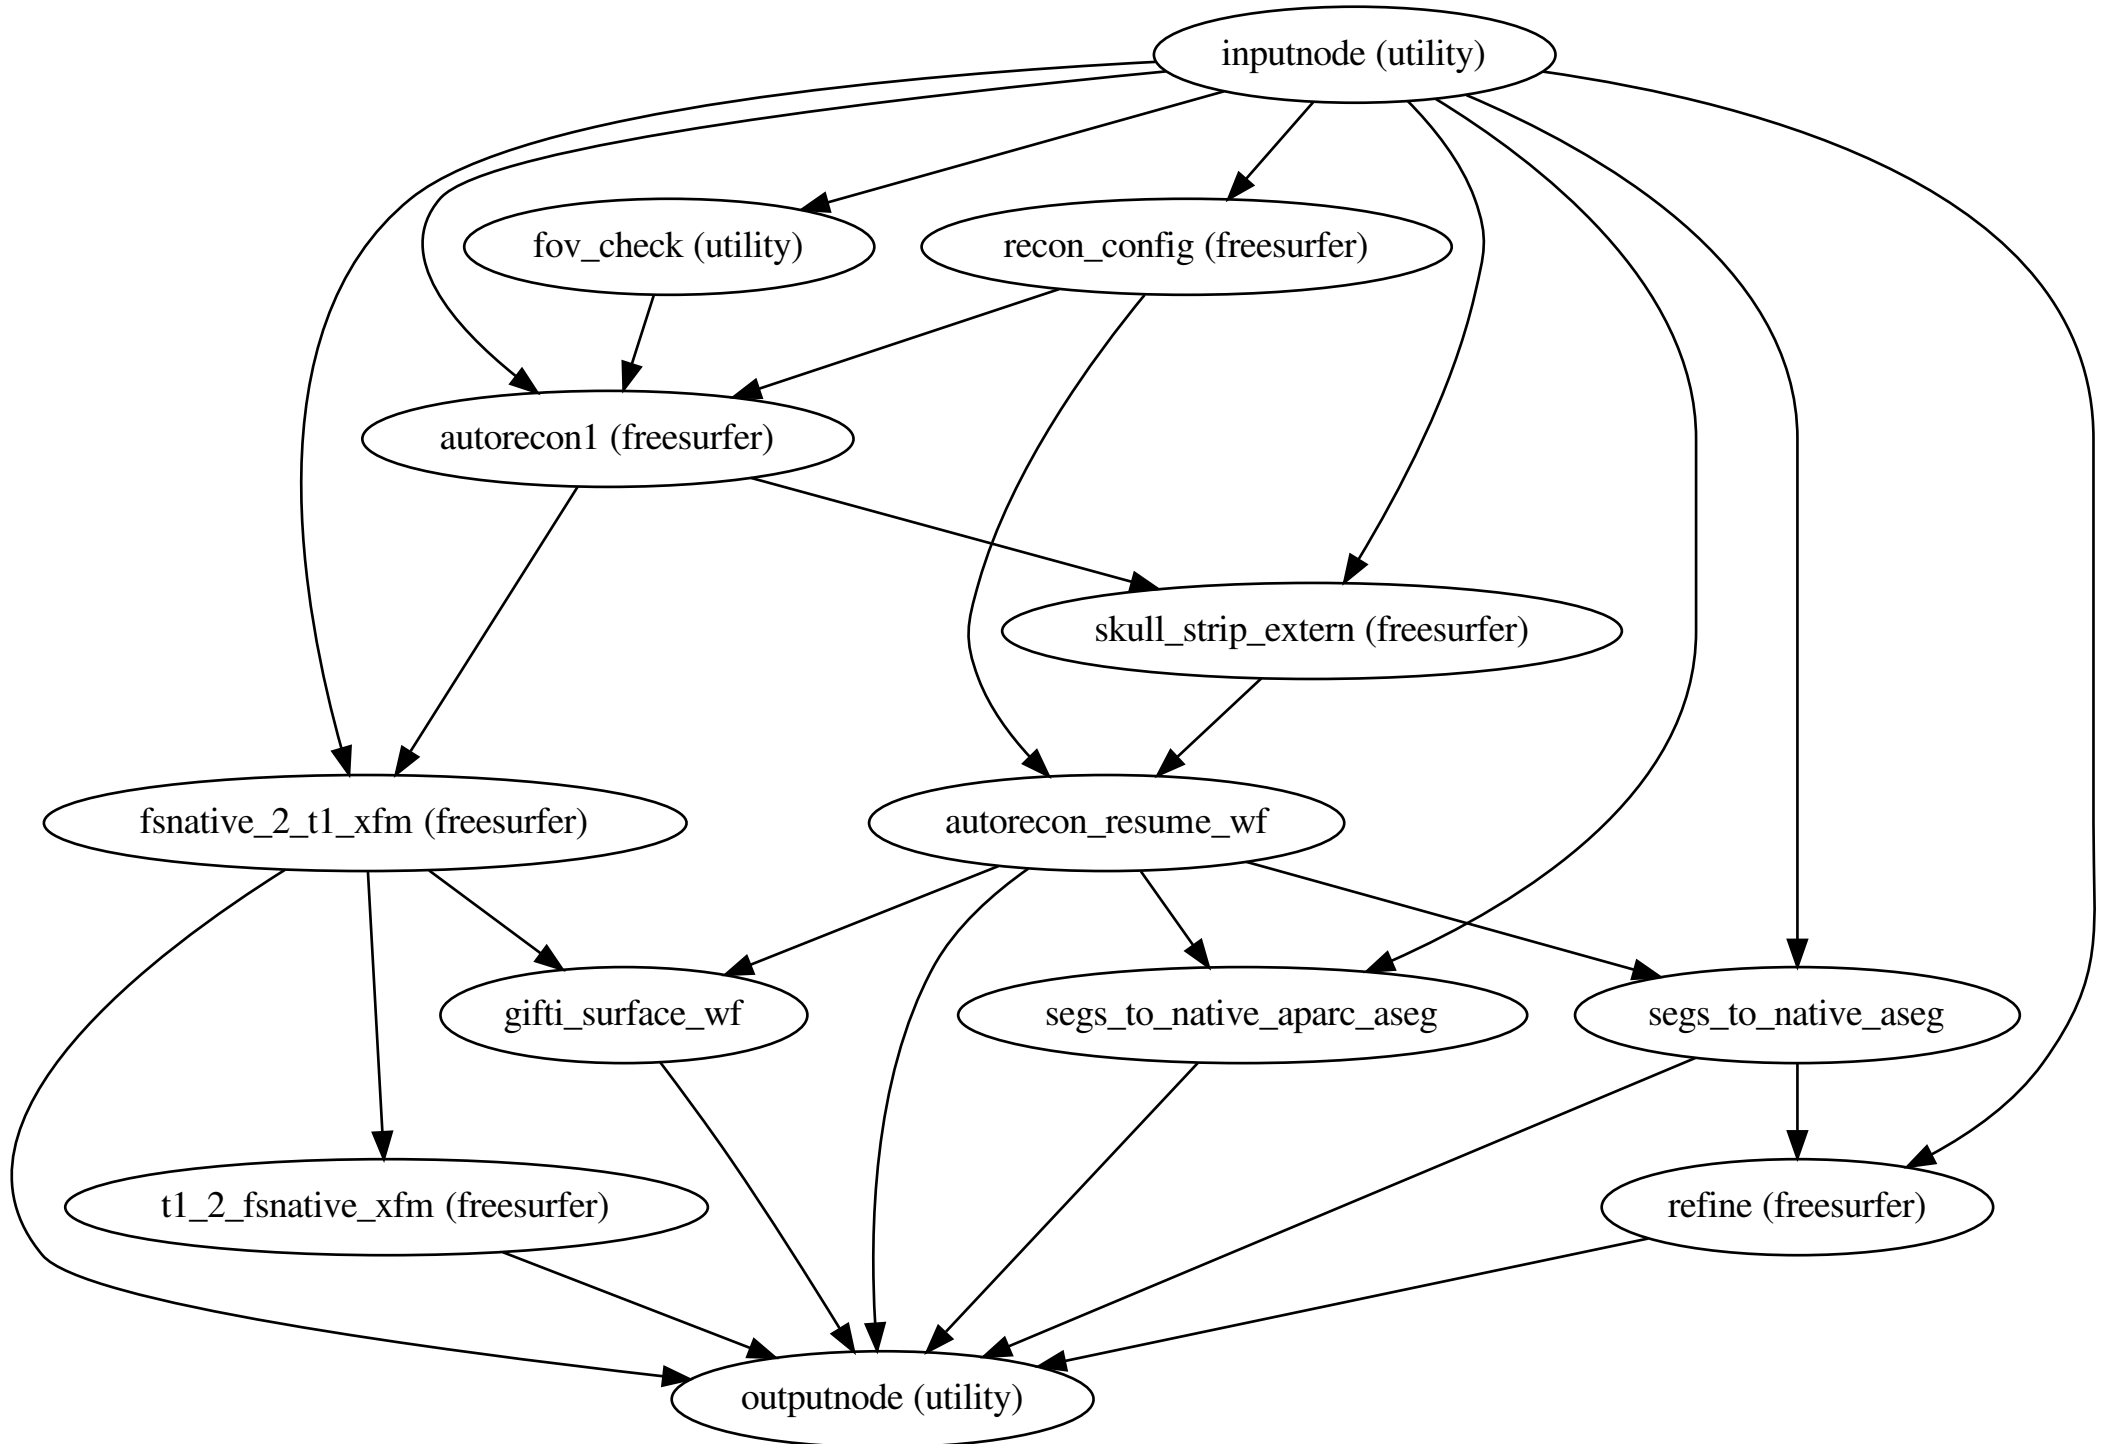 inputnode (utility)
fov_check (utility)
recon_config (freesurfer)
autorecon1 (freesurfer)
skull_strip_extern (freesurfer)
fsnative_2_t1_xfm (freesurfer)
autorecon_resume_wf
gifti_surface_wf
segs_to_native_aparc_aseg
segs_to_native_aseg
t1_2_fsnative_xfm (freesurfer)
refine (freesurfer)
outputnode (utility)